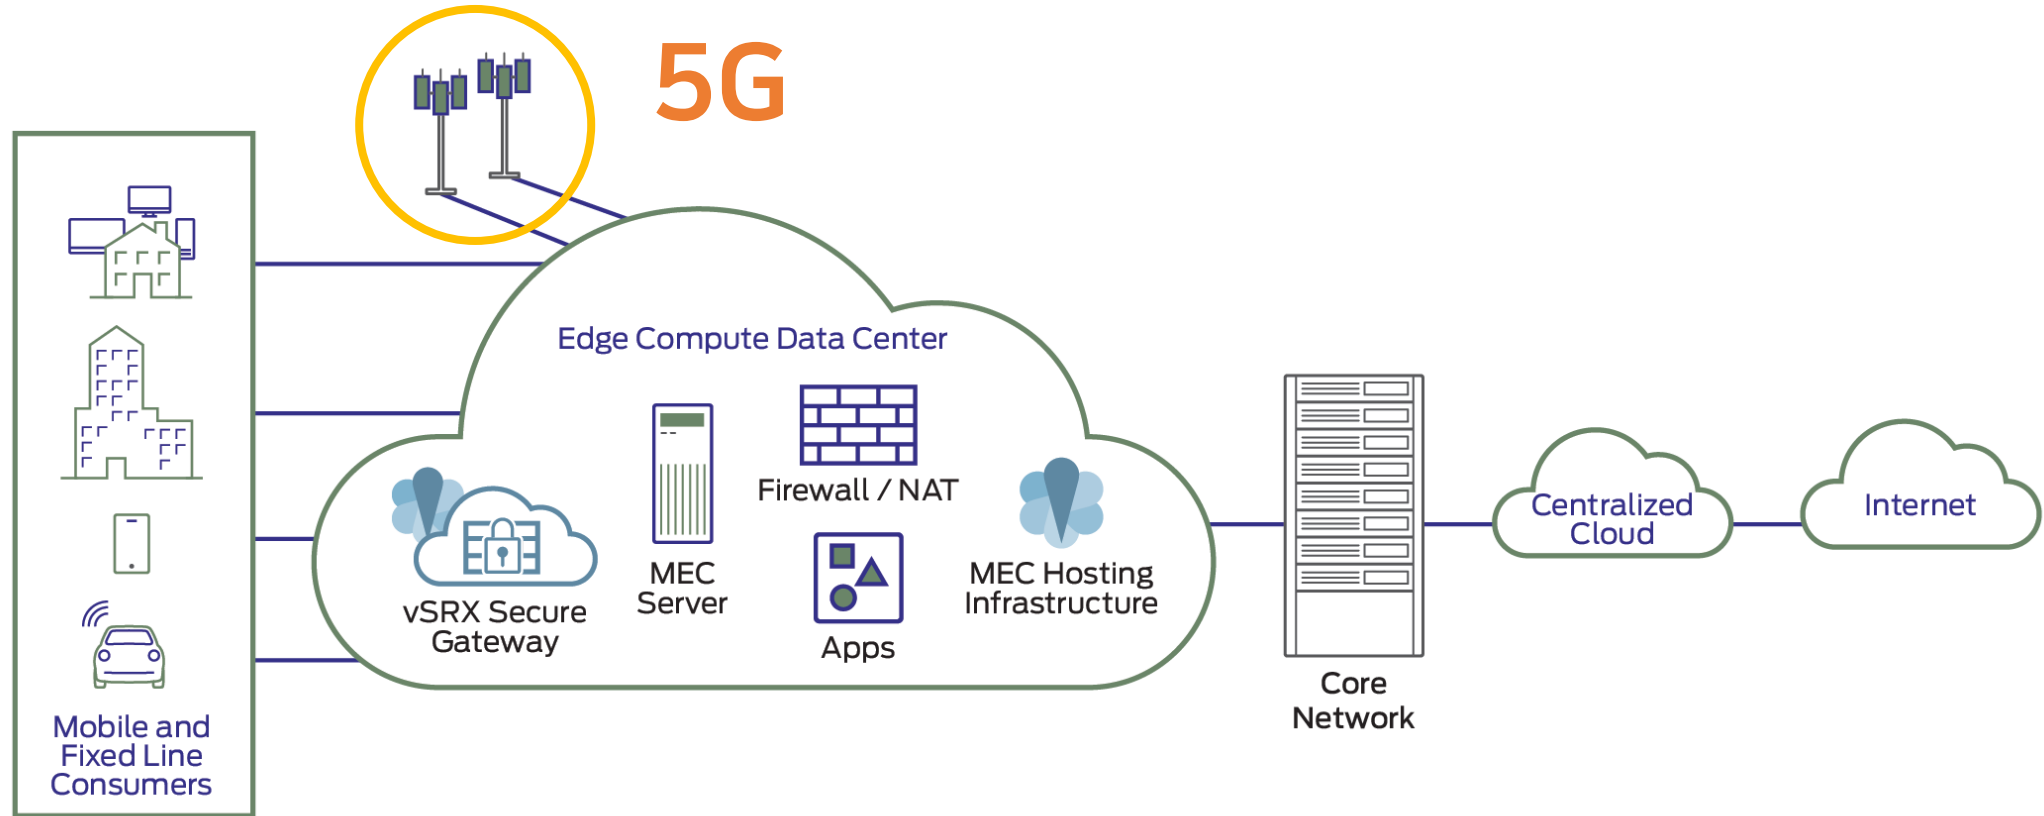 5G
Edge Compute Data Center
Firewall / NAT
MEC
Server
MEC Hosting
Infrastructure
vSRX Secure
Gateway
Apps
Mobile and
Fixed Line
Consumers
Core
Network
Centralized
Cloud
Internet